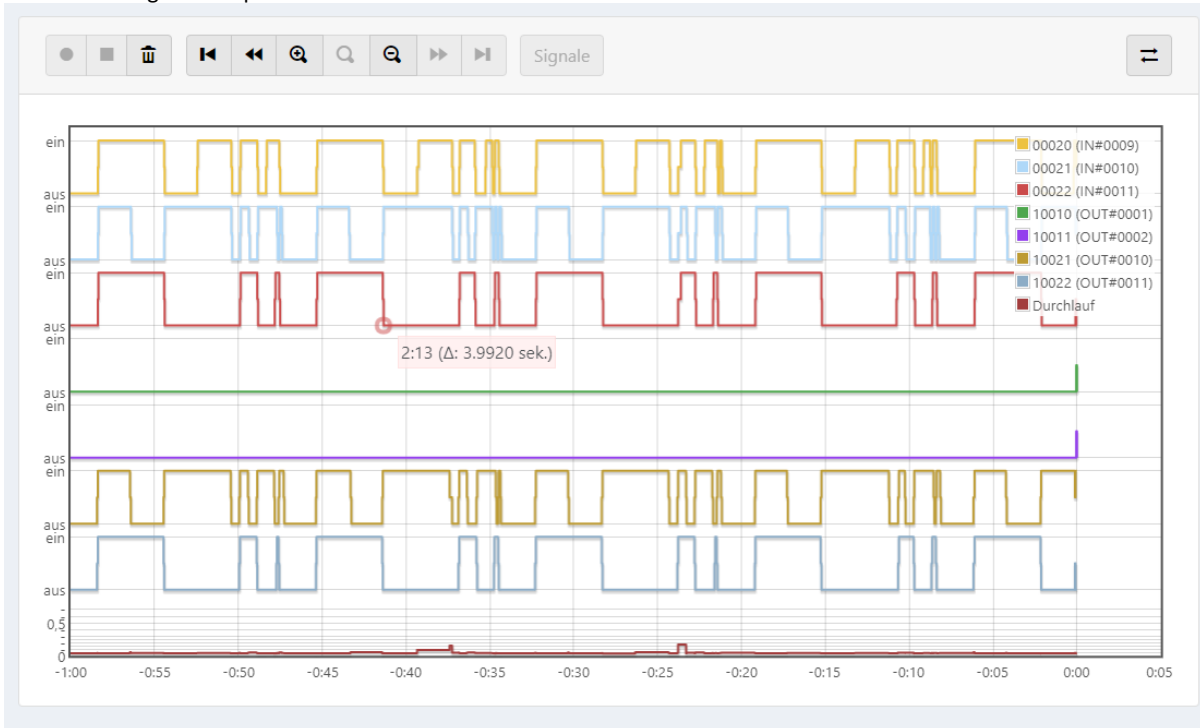 Signale
ein
aus
ein
aus
ein
aus
ein
aus
ein
aus
ein
aus
ein
aus
0,5
0
00020 (IN#0009)
00021 (IN#0010)
00022 (IN#0011)
10010 (OUT#0001)
10011 (OUT#0002)
10021 (OUT#0010)
10022 (OUT#0011)
Durchlauf
2:13 (Δ: 3.9920 sek.)
-1:00 -0:55 -0:50 -0:45 -0:40 -0:35 -0:30 -0:25 -0:20 -0:15 -0:10 -0:05 0:00 0:05